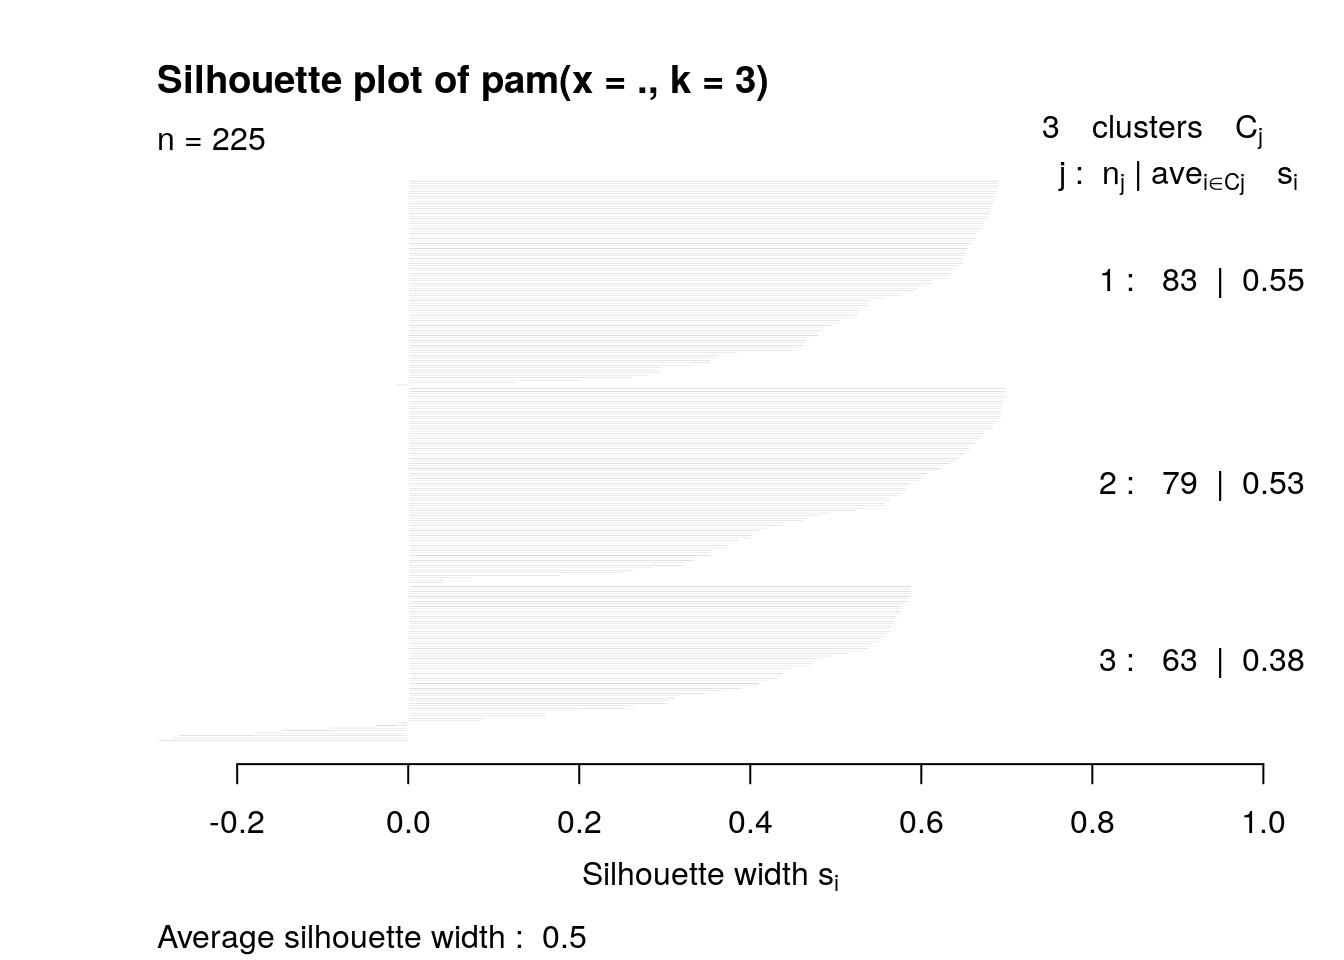 Silhouette plot of pam(x = ., k = 3)
n = 225
3 clusters Cj
j : nj | avei∈Cj si
1 : 83 | 0.55
2 : 79 | 0.53
3 : 63 | 0.38
-0.2 0.0 0.2 0.4 0.6 0.8 1.0
Silhouette width si
Average silhouette width : 0.5